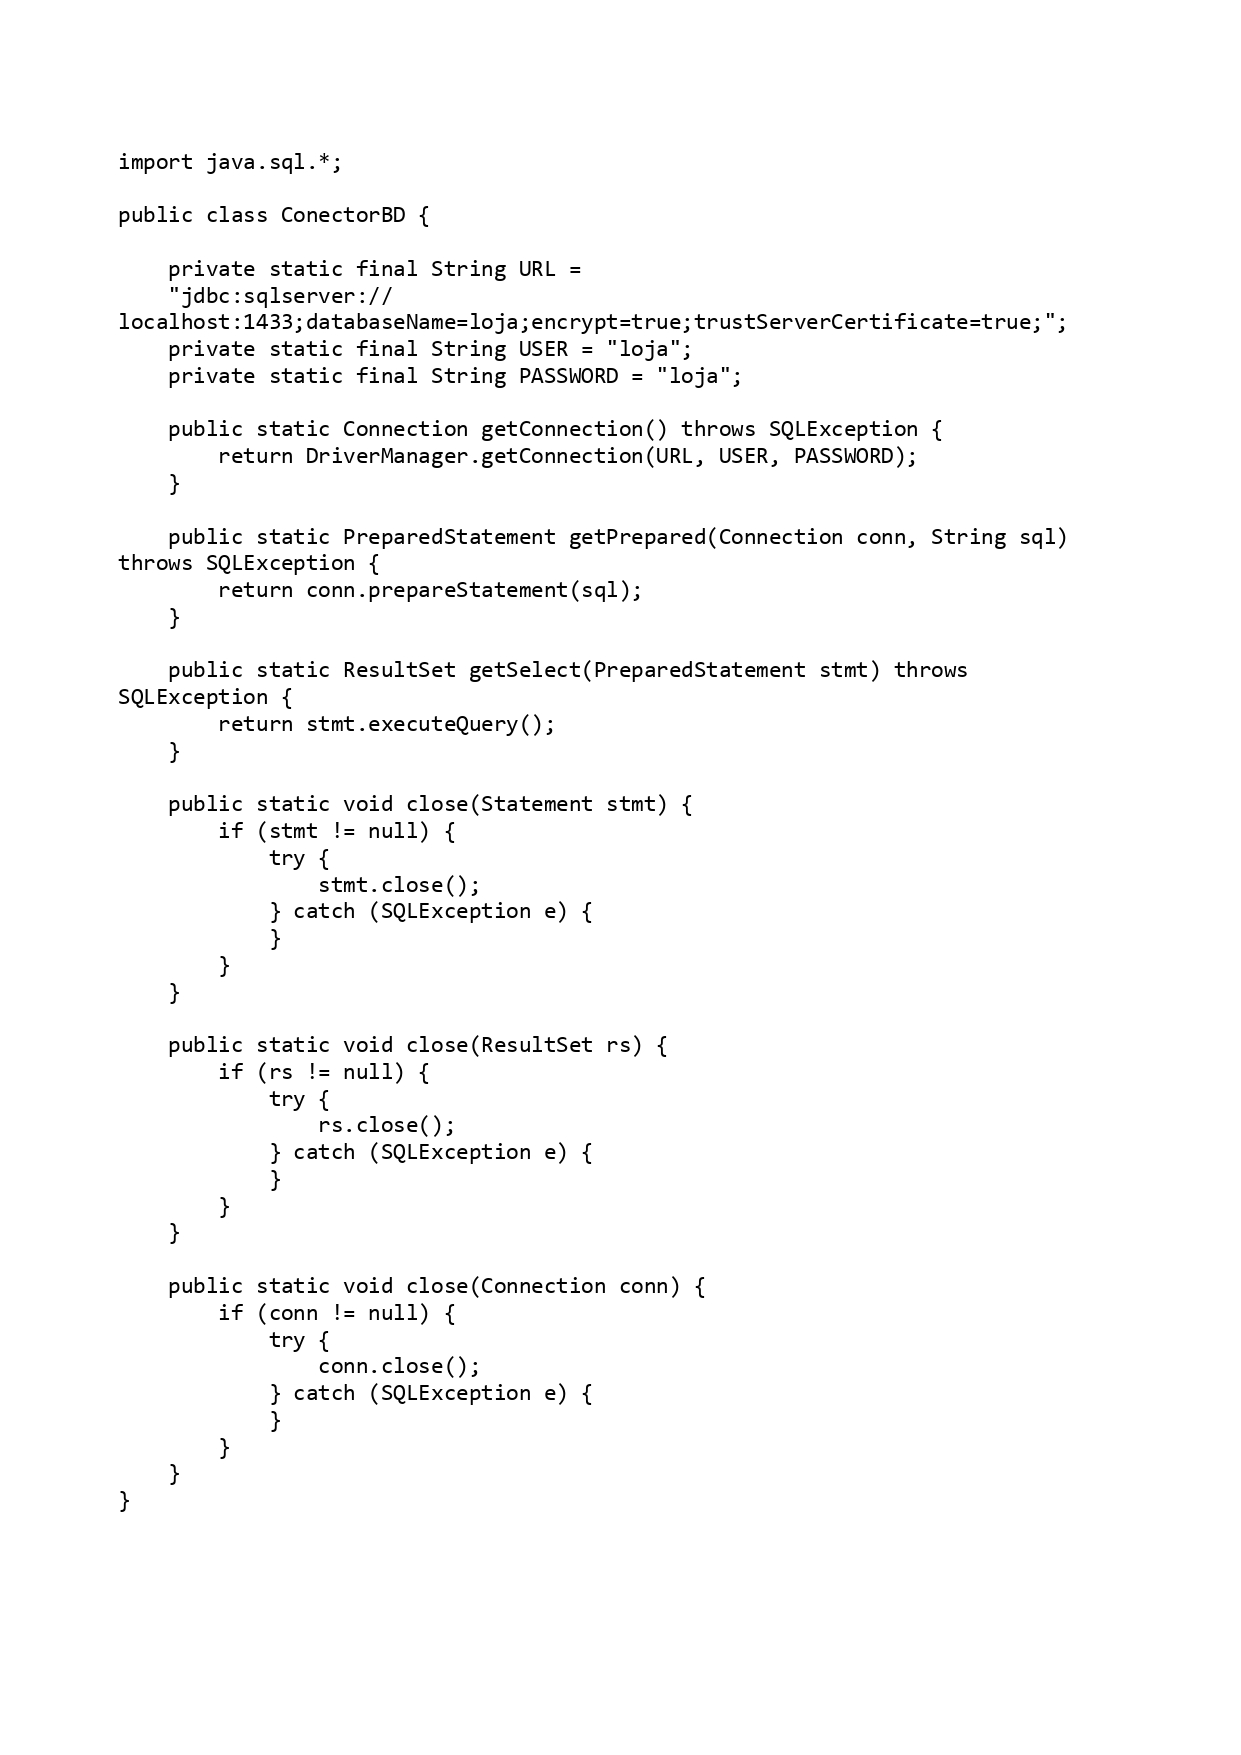 import java.sql.*;
public class ConectorBD {
    private static final String URL =
    "jdbc:sqlserver://
localhost:1433;databaseName=loja;encrypt=true;trustServerCertificate=true;";
    private static final String USER = "loja";
    private static final String PASSWORD = "loja";
    public static Connection getConnection() throws SQLException {
        return DriverManager.getConnection(URL, USER, PASSWORD);
    }
    public static PreparedStatement getPrepared(Connection conn, String sql)
throws SQLException {
        return conn.prepareStatement(sql);
    }
    public static ResultSet getSelect(PreparedStatement stmt) throws
SQLException {
        return stmt.executeQuery();
    }
    public static void close(Statement stmt) {
        if (stmt != null) {
            try {
                stmt.close();
            } catch (SQLException e) {
            }
        }
    }
    public static void close(ResultSet rs) {
        if (rs != null) {
            try {
                rs.close();
            } catch (SQLException e) {
            }
        }
    }
    public static void close(Connection conn) {
        if (conn != null) {
            try {
                conn.close();
            } catch (SQLException e) {
            }
        }
    }
}